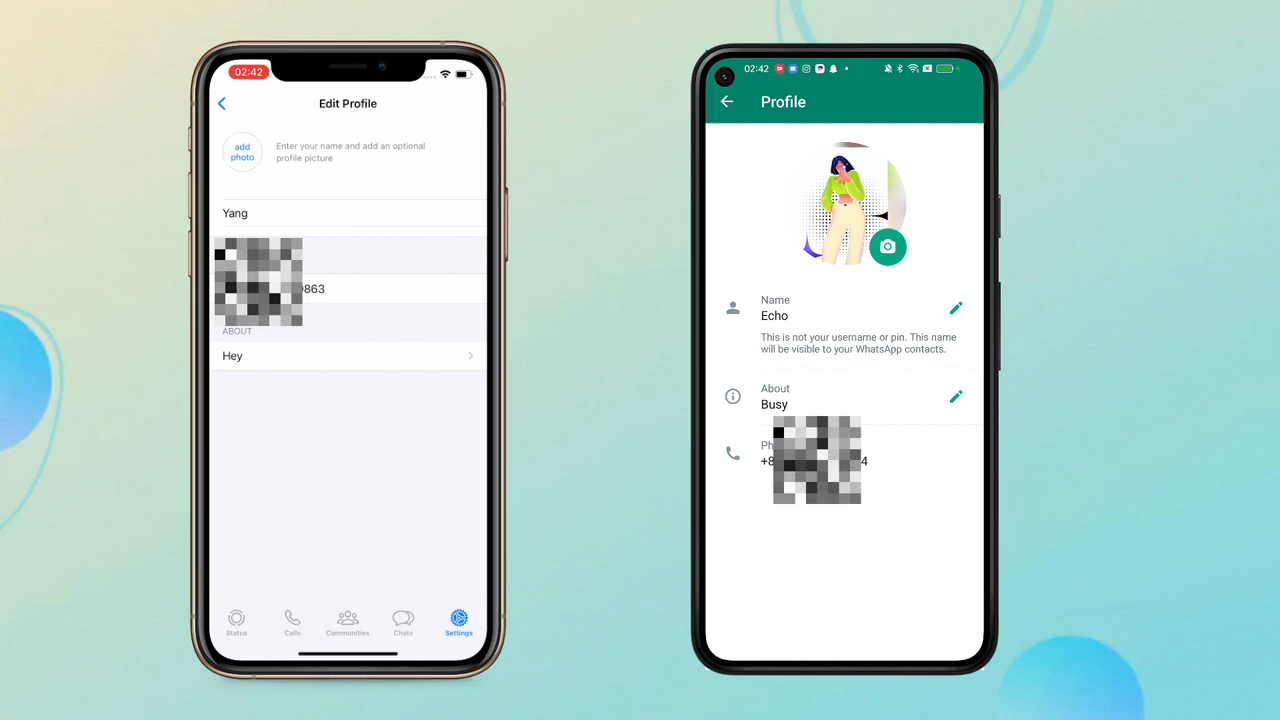 02:42
Edit Profile
add
photo
Enter your name and add an optional
profile picture
Yang
863
ABOUT
Hey
Status
Calls
Communities
Chats
Settings
02:42
Profile
Name
Echo
This is not your username or pin. This name
will be visible to your WhatsApp contacts.
About
Busy
Ph
+8 4